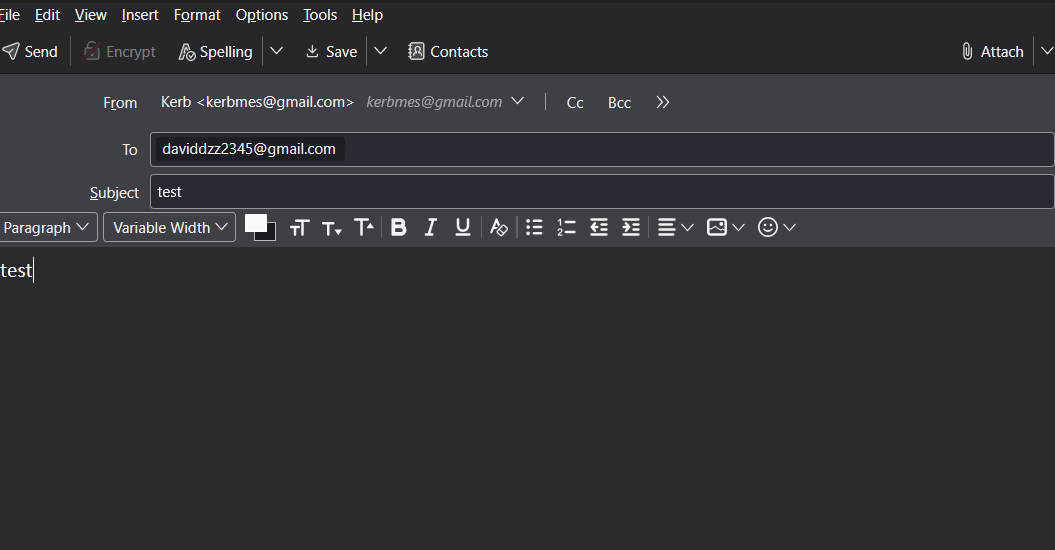 File Edit View Insert Format Options Tools Help
Send Encrypt Spelling Save Contacts Attach
From Kerb <kerbmes@gmail.com> kerbmes@gmail.com Cc Bcc
To daviddzz2345@gmail.com
Subject test
Paragraph Variable Width
test